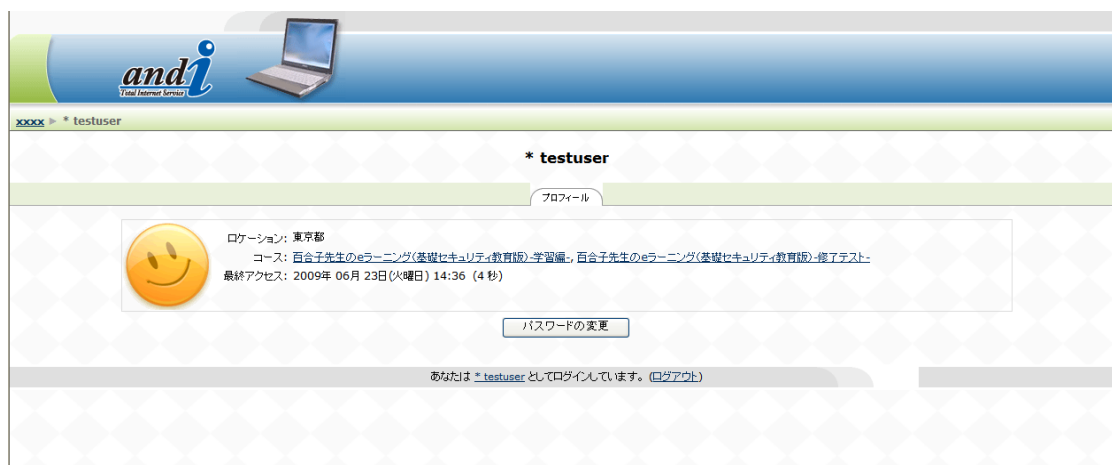 andi
Total Internet Service
xxxx ► * testuser
* testuser
プロフィール
ロケーション: 東京都
コース: 百合子先生のeラーニング(基礎セキュリティ教育版)-学習編-, 百合子先生のeラーニング(基礎セキュリティ教育版)-修了テスト-
最終アクセス: 2009年 06月 23日(火曜日) 14:36 (4 秒)
パスワードの変更
あなたは * testuser としてログインしています。(ログアウト)